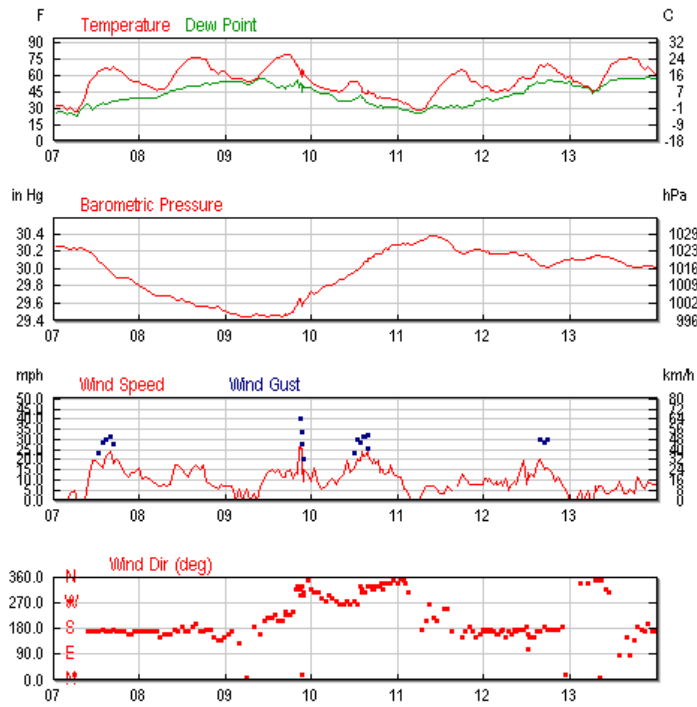 F C
Temperature Dew Point
90 32
75 24
60 16
45 7
30 -1
15 -9
0 -18
07 08 09 10 11 12 13
in Hg hPa
Barometric Pressure
30.4 1029
30.2 1023
30.0 1016
29.8 1009
29.6 1002
29.4 996
07 08 09 10 11 12 13
mph km/h
Wind Speed Wind Gust
50.0 80
45.0 72
40.0 64
35.0 56
30.0 48
25.0 40
20.0 32
15.0 24
10.0 16
5.0 8
0.0 0
07 08 09 10 11 12 13
Wind Dir (deg)
360.0 N
270.0 W
180.0 S
90.0 E
0.0 N
07 08 09 10 11 12 13